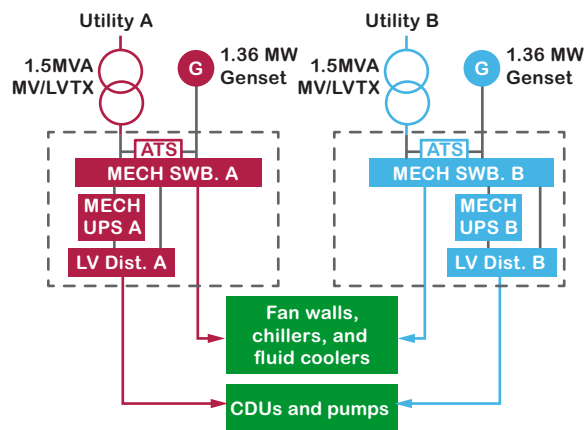 Utility A
1.5MVA
MV/LVTX
G
1.36 MW
Genset
ATS
MECH SWB. A
MECH
UPS A
LV Dist. A
Utility B
1.5MVA
MV/LVTX
G
1.36 MW
Genset
ATS
MECH SWB. B
MECH
UPS B
LV Dist. B
Fan walls,
chillers, and
fluid coolers
CDUs and pumps